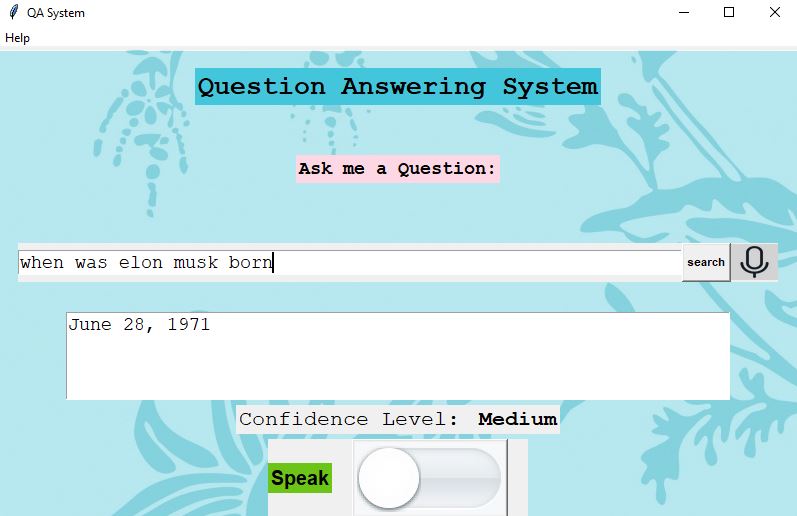 QA System
Help
Question Answering System
Ask me a Question:
when was elon musk born
search
June 28, 1971
Confidence Level: Medium
Speak